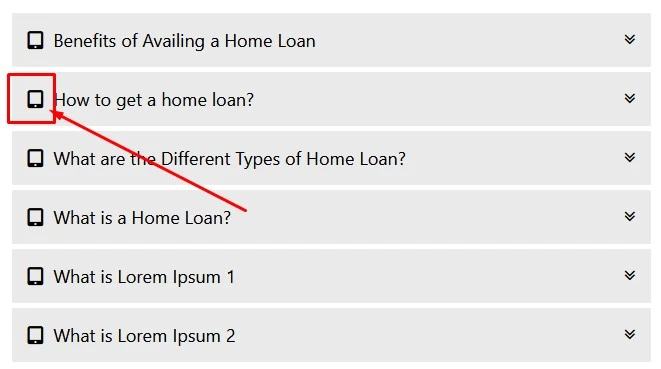 Benefits of Availing a Home Loan
How to get a home loan?
What are the Different Types of Home Loan?
What is a Home Loan?
What is Lorem Ipsum 1
What is Lorem Ipsum 2